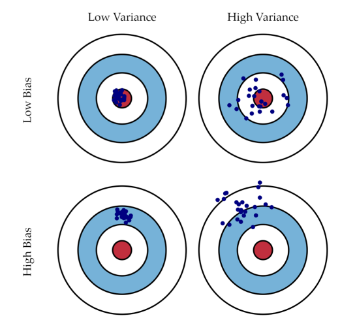 Low Variance
High Variance
Low Bias
High Bias